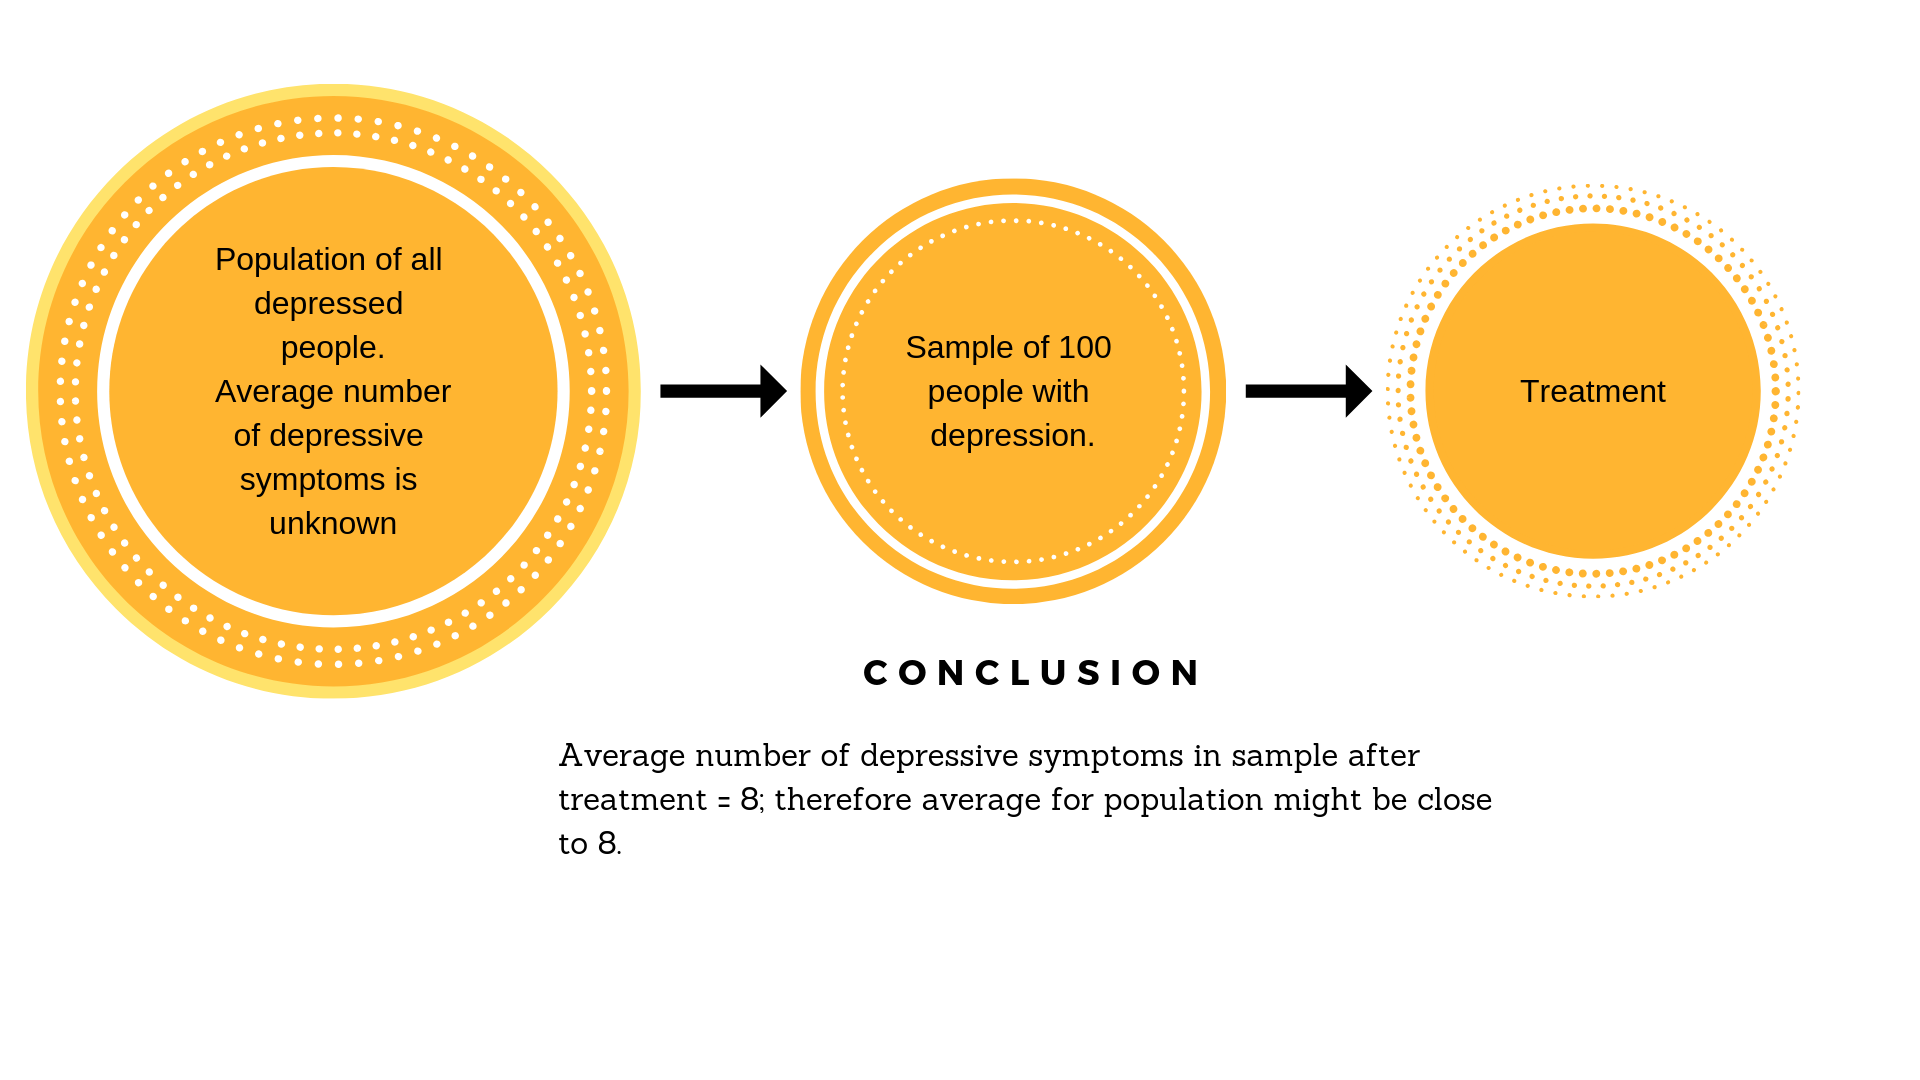 Population of all
depressed
people.
Average number
of depressive
symptoms is
unknown
Sample of 100
people with
depression.
Treatment
CONCLUSION
Average number of depressive symptoms in sample after
treatment = 8; therefore average for population might be close
to 8.